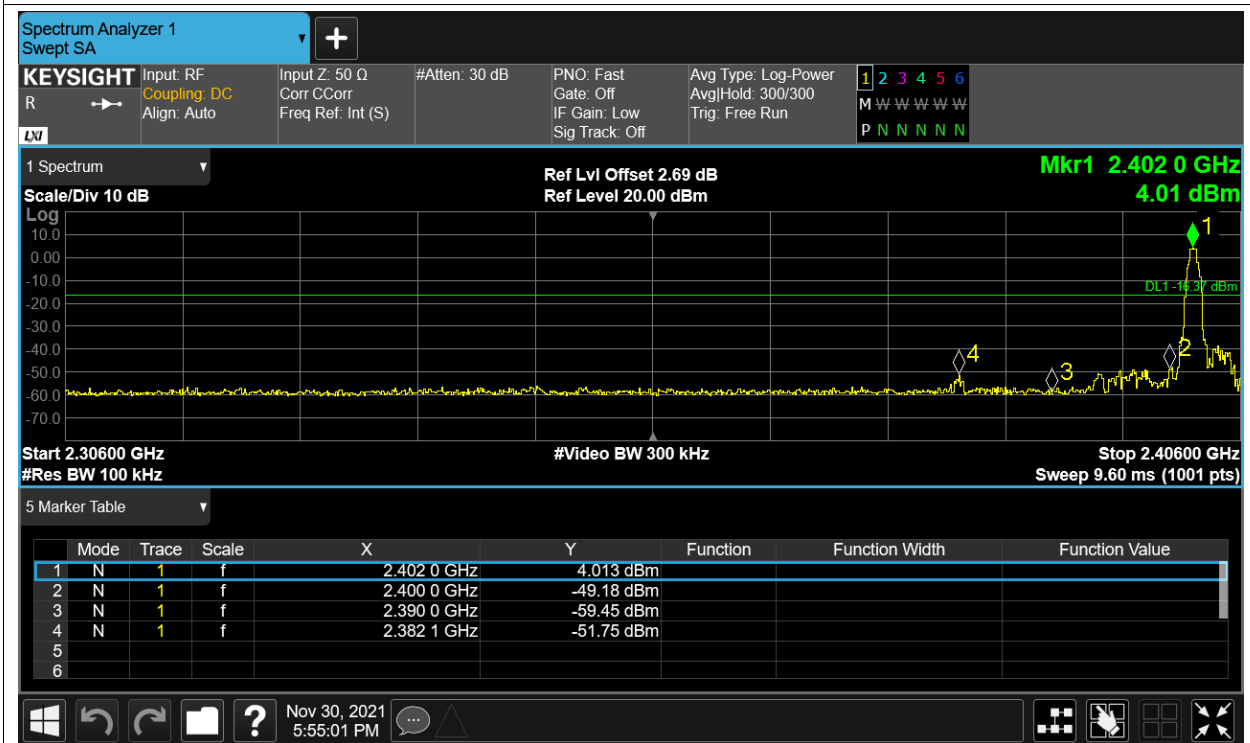 Spectrum Analyzer 1
Swept SA
KEYSIGHT Input: RF Input Z: 50 Ω #Atten: 30 dB PNO: Fast Avg Type: Log-Power 1 2 3 4 5 6
R Coupling: DC Corr CCorr Gate: Off Avg|Hold: 300/300 M W W W W W
Align: Auto Freq Ref: Int (S) IF Gain: Low Trig: Free Run
LXI Sig Track: Off P N N N N N
1 Spectrum Ref Lvl Offset 2.69 dB Mkr1 2.402 0 GHz
Scale/Div 10 dB Ref Level 20.00 dBm 4.01 dBm
Log
10.0 1
0.00
-10.0 DL1 -16.37 dBm
-20.0
-30.0
-40.0 4 2
-50.0 3
-60.0
-70.0
Start 2.30600 GHz #Video BW 300 kHz Stop 2.40600 GHz
#Res BW 100 kHz Sweep 9.60 ms (1001 pts)
5 Marker Table
Mode Trace Scale X Y Function Function Width Function Value
1 N 1 f 2.402 0 GHz 4.013 dBm
2 N 1 f 2.400 0 GHz -49.18 dBm
3 N 1 f 2.390 0 GHz -59.45 dBm
4 N 1 f 2.382 1 GHz -51.75 dBm
5
6
? Nov 30, 2021
5:55:01 PM